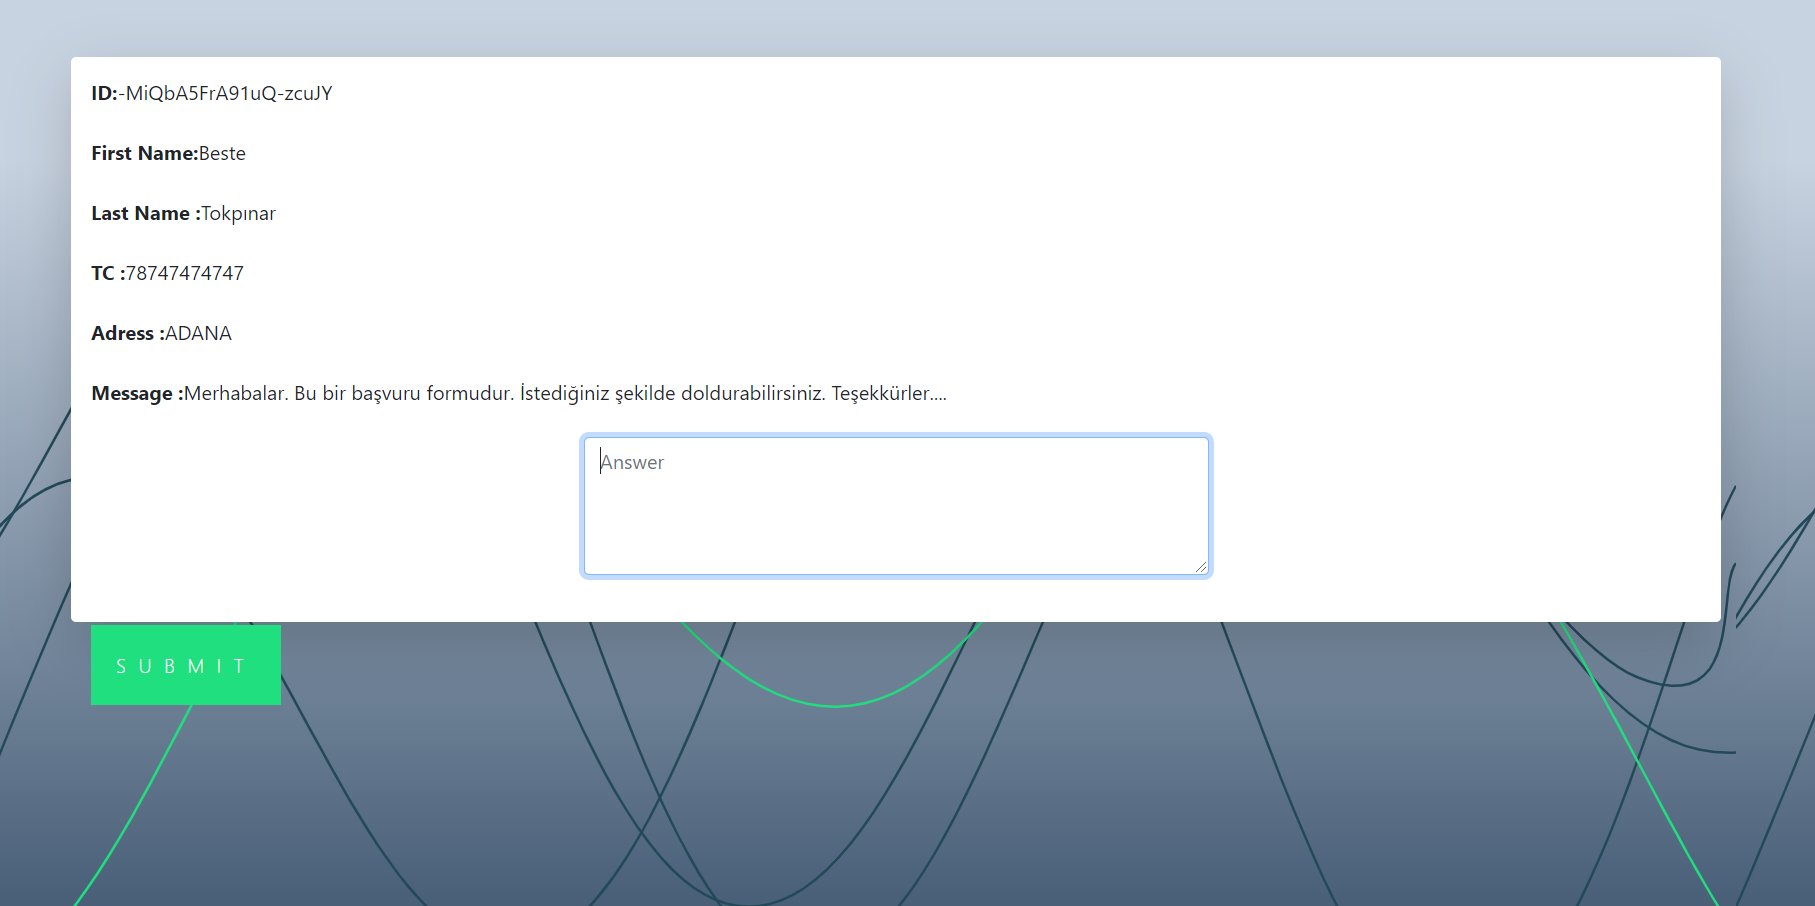 ID:-MiQbA5FrA91uQ-zcuJY
First Name:Beste
Last Name :Tokpınar
TC :78747474747
Adress :ADANA
Message :Merhabalar. Bu bir başvuru formudur. İstediğiniz şekilde doldurabilirsiniz. Teşekkürler....
Answer
SUBMIT